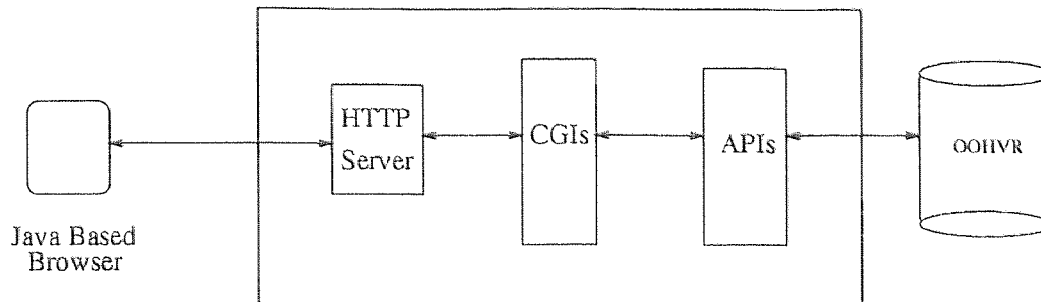 HTTP
Server
CGIs
APIs
OOHVR
Java Based
Browser